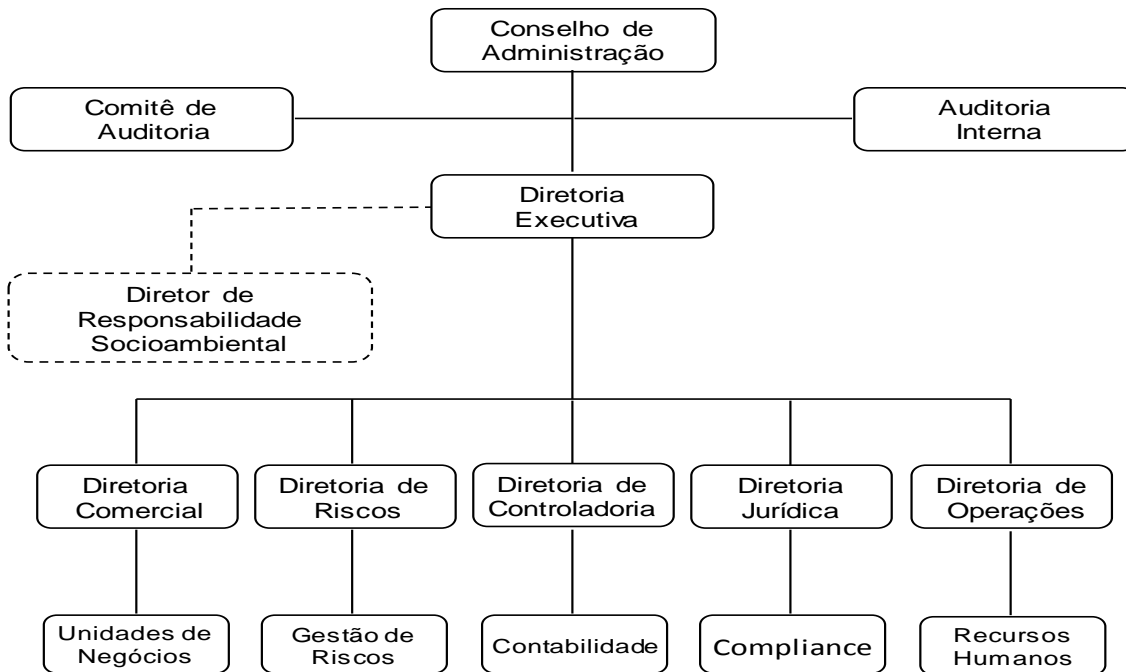 Conselho de
Administração
Comitê de
Auditoria
Auditoria
Interna
Diretoria
Executiva
Diretor de
Responsabilidade
Socioambiental
Diretoria
Comercial
Diretoria de
Riscos
Diretoria de
Controladoria
Diretoria
Jurídica
Diretoria de
Operações
Unidades de
Negócios
Gestão de
Riscos
Contabilidade
Compliance
Recursos
Humanos